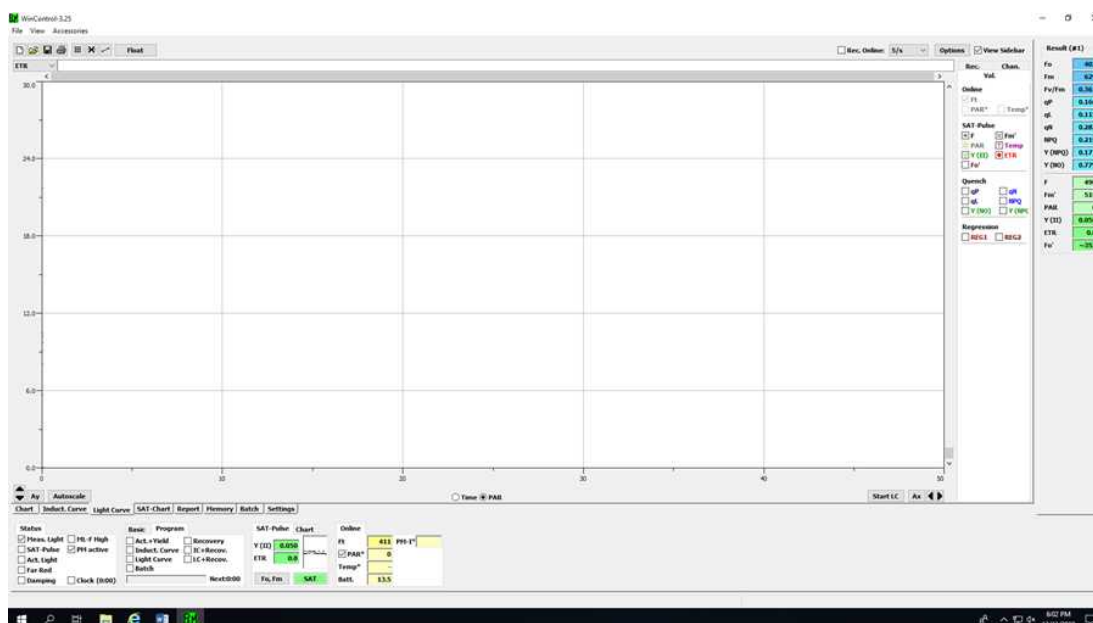 WinControl-3.25
File View Accessories
Float
Rec. Online: 5/s Options View Sidebar
ETR
30.0
24.0
18.0
12.0
6.0
0.0
0 10 20 30 40 50
Ay Autoscale Time PAR Start LC Ax
Chart Induct. Curve Light Curve SAT-Chart Report Memory Batch Settings
Rec. Chan.
Val.
Online
Ft
PAR* Temp*
SAT-Pulse
F Fm'
PAR Temp
Y (II) ETR
Fo'
Quench
qP qN
qL NPQ
Y (NO) Y (NPQ
Regression
REG1 REG2
Result (#1)
Fo
Fm
Fv/Fm
qP
qL
qN
NPQ
Y (NPQ)
Y (NO)
F
Fm'
PAR
Y (II)
ETR
Fo'
Status
Meas. Light ML-F High
SAT-Pulse PM active
Act. Light
Far Red
Damping Clock (0:00)
Basic Program
Act.+Yield Recovery
Induct. Curve IC+Recov.
Light Curve LC+Recov.
Batch
Next:0:00
SAT-Pulse Chart
Y (II) 0.050
ETR 0.0
Fo, Fm SAT
Online
Ft 411 PM-I*
PAR* 0
Temp* -
Batt. 13.5
6:02 PM